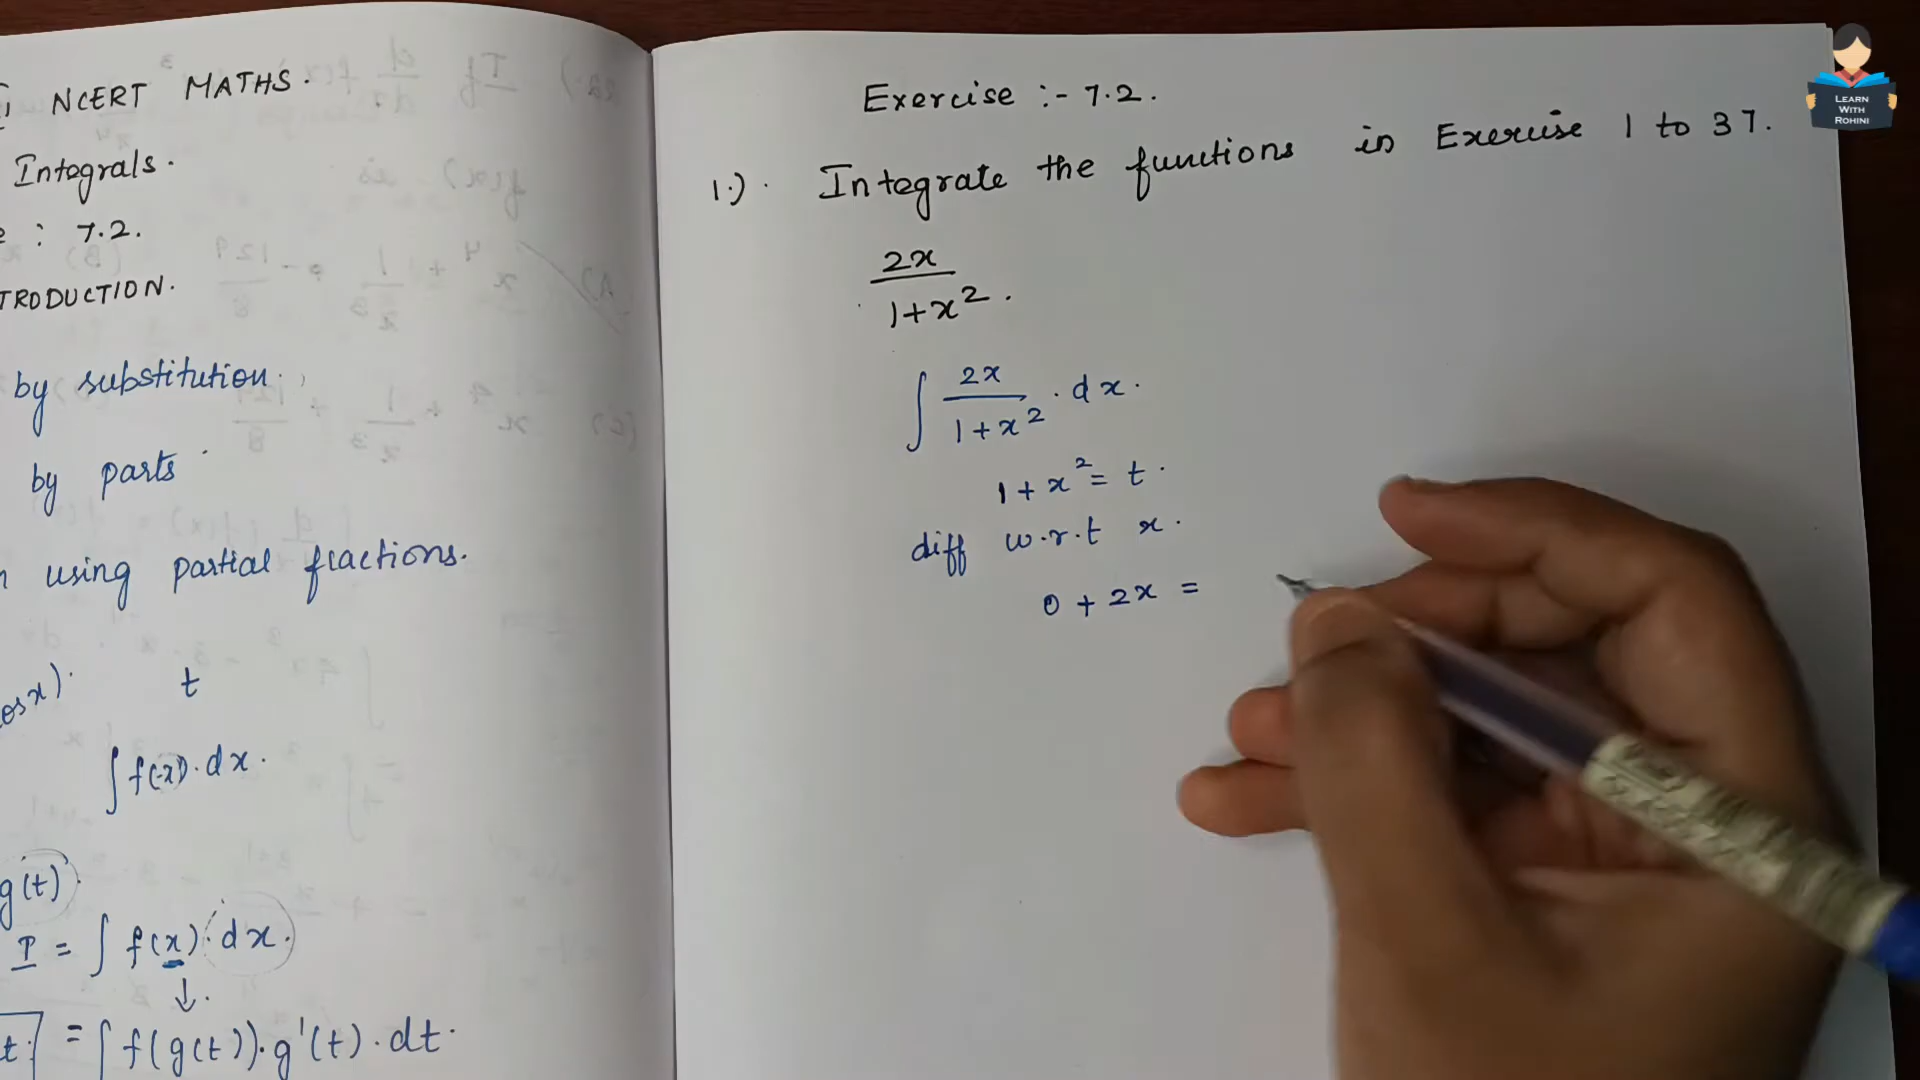 NCERT MATHS.
Integrals.
: 7.2.
TRODUCTION.
by substitution.
by parts
using partial fractions.
osx). t
∫ f(x).dx.
g(t).
I = ∫ f(x).dx.
↓.
t. = ∫ f(g(t)).g'(t).dt.
Exercise :- 7.2.
1.). Integrate the functions in Exercise 1 to 37.
2x
1+x².
∫ 2x/1+x² . dx.
1 + x² = t.
diff w.r.t x.
0 + 2x =
LEARN
WITH
ROHINI